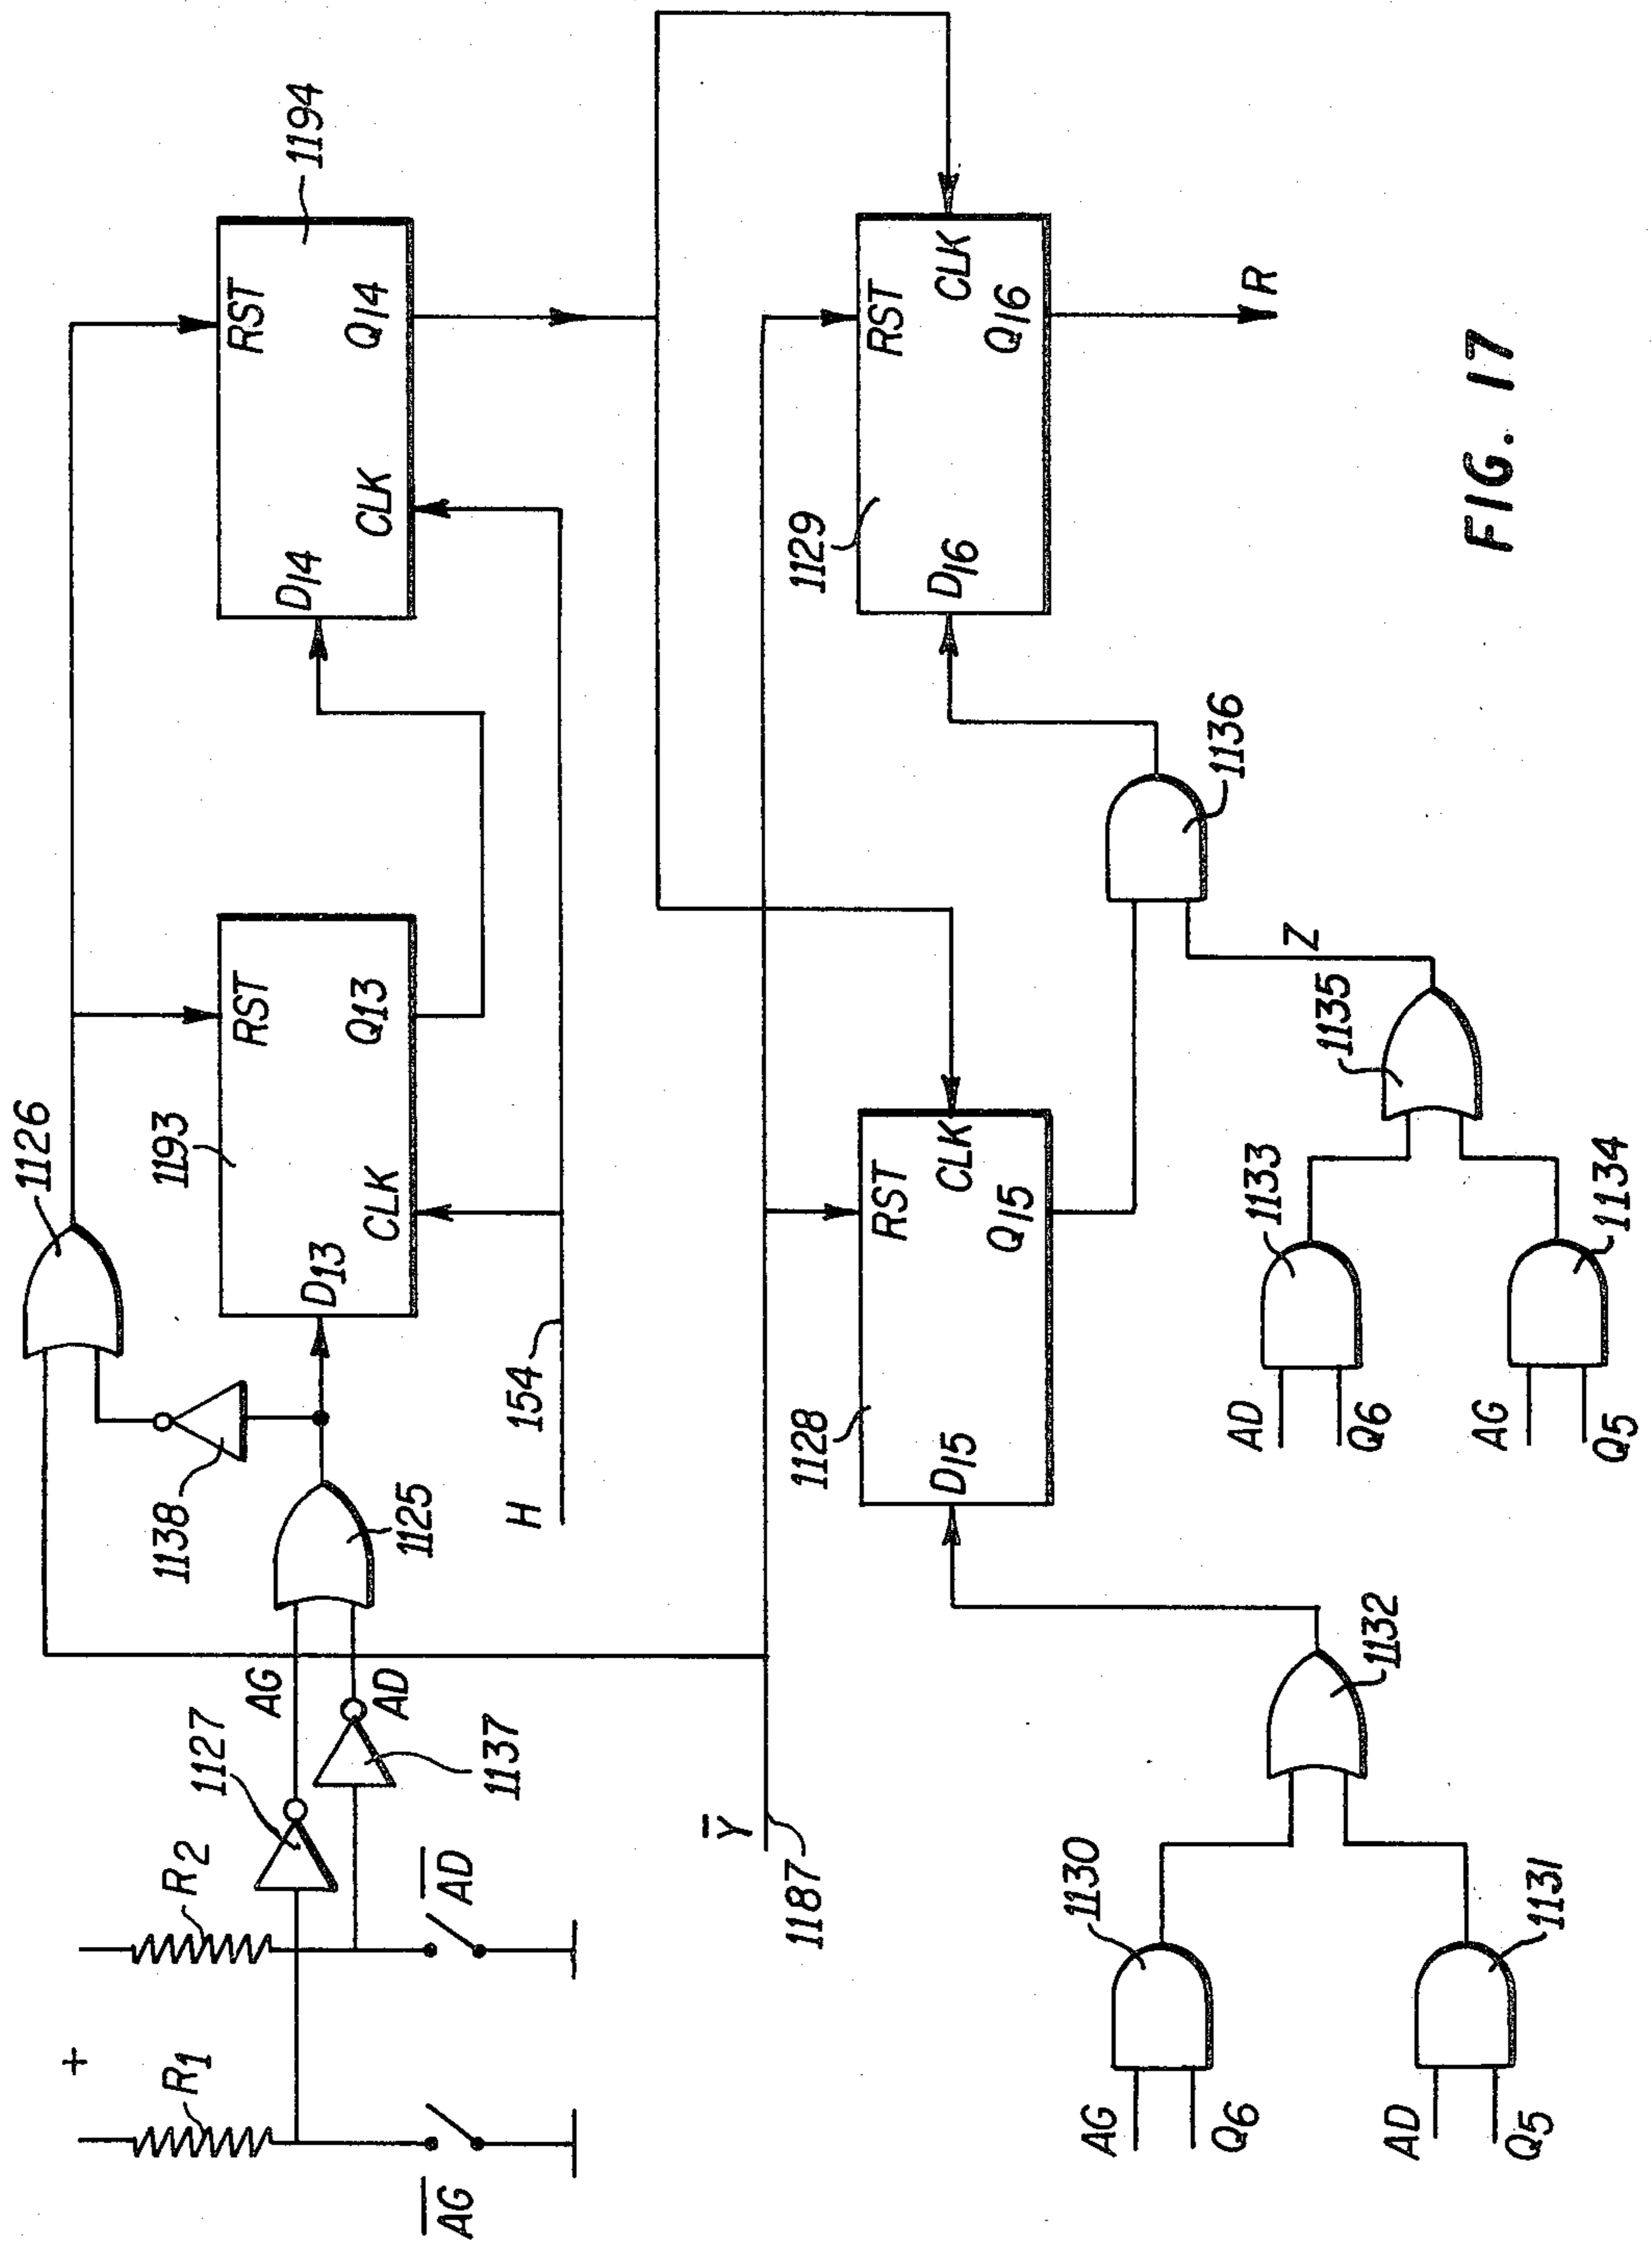 +
R1
R2
AG
AD
1127
1137
AG
AD
1125
1138
1126
H
154
1193
D13
CLK
RST
Q13
1194
D14
CLK
RST
Q14
Y
1187
1128
D15
RST
CLK
Q15
1129
D16
RST
CLK
Q16
R
1136
Z
1135
1133
AD
Q6
1134
AG
Q5
1132
1130
AG
Q6
1131
AD
Q5
FIG. 17